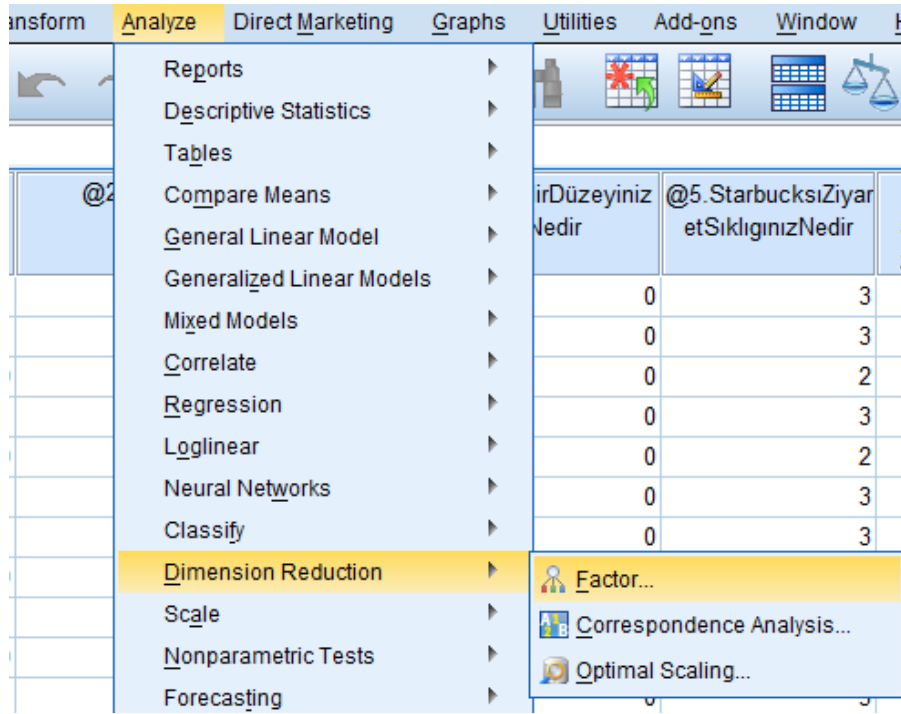 ansform Analyze Direct Marketing Graphs Utilities Add-ons Window
Reports
Descriptive Statistics
Tables
@2 Compare Means irDüzeyiniz @5.StarbucksıZiyar
General Linear Model Nedir etSıklıgınızNedir
Generalized Linear Models
0 3
Mixed Models
0 3
Correlate 0 2
Regression 0 3
Loglinear 0 2
Neural Networks 0 3
Classify 0 3
Dimension Reduction Factor...
Scale Correspondence Analysis...
Nonparametric Tests Optimal Scaling...
Forecasting